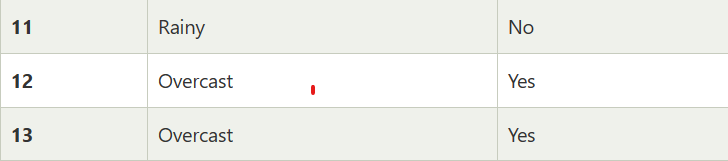 11 Rainy No
12 Overcast Yes
13 Overcast Yes